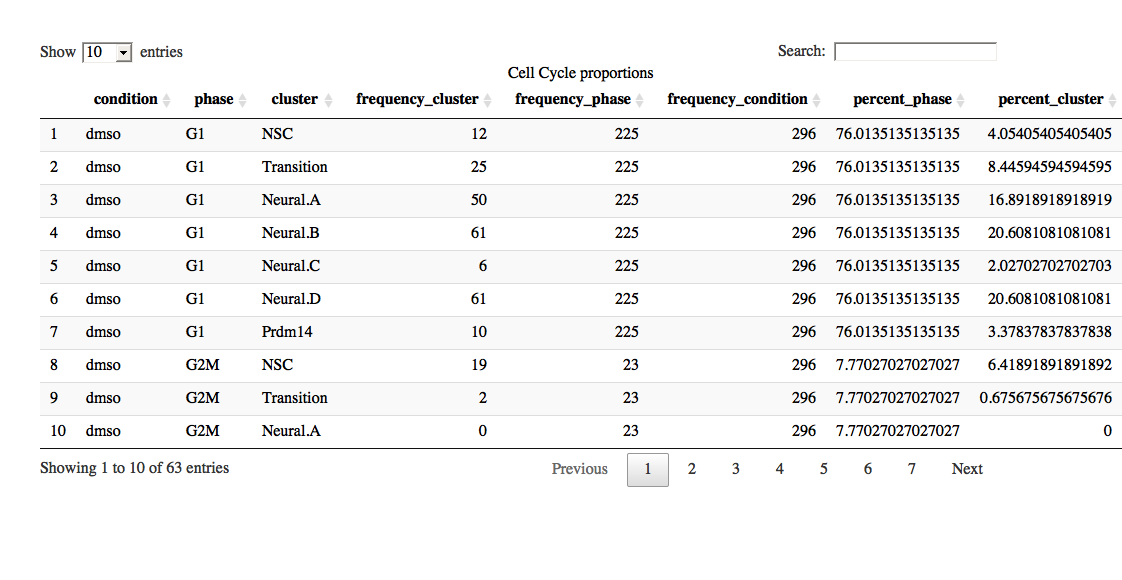 Show 10 entries Search:
Cell Cycle proportions
condition phase cluster frequency_cluster frequency_phase frequency_condition percent_phase percent_cluster
1 dmso G1 NSC 12 225 296 76.0135135135135 4.05405405405405
2 dmso G1 Transition 25 225 296 76.0135135135135 8.44594594594595
3 dmso G1 Neural.A 50 225 296 76.0135135135135 16.8918918918919
4 dmso G1 Neural.B 61 225 296 76.0135135135135 20.6081081081081
5 dmso G1 Neural.C 6 225 296 76.0135135135135 2.02702702702703
6 dmso G1 Neural.D 61 225 296 76.0135135135135 20.6081081081081
7 dmso G1 Prdm14 10 225 296 76.0135135135135 3.37837837837838
8 dmso G2M NSC 19 23 296 7.77027027027027 6.41891891891892
9 dmso G2M Transition 2 23 296 7.77027027027027 0.675675675675676
10 dmso G2M Neural.A 0 23 296 7.77027027027027 0
Showing 1 to 10 of 63 entries Previous 1 2 3 4 5 6 7 Next